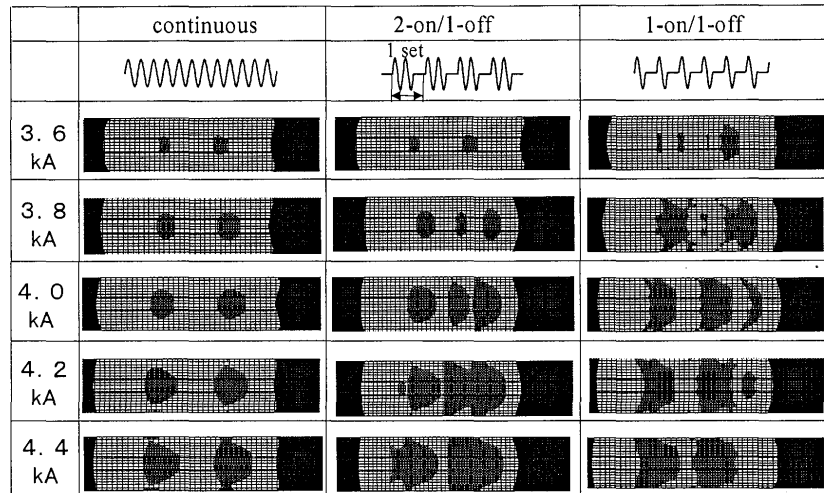 continuous 2-on/1-off 1-on/1-off
1 set
3. 6
kA
3. 8
kA
4. 0
kA
4. 2
kA
4. 4
kA